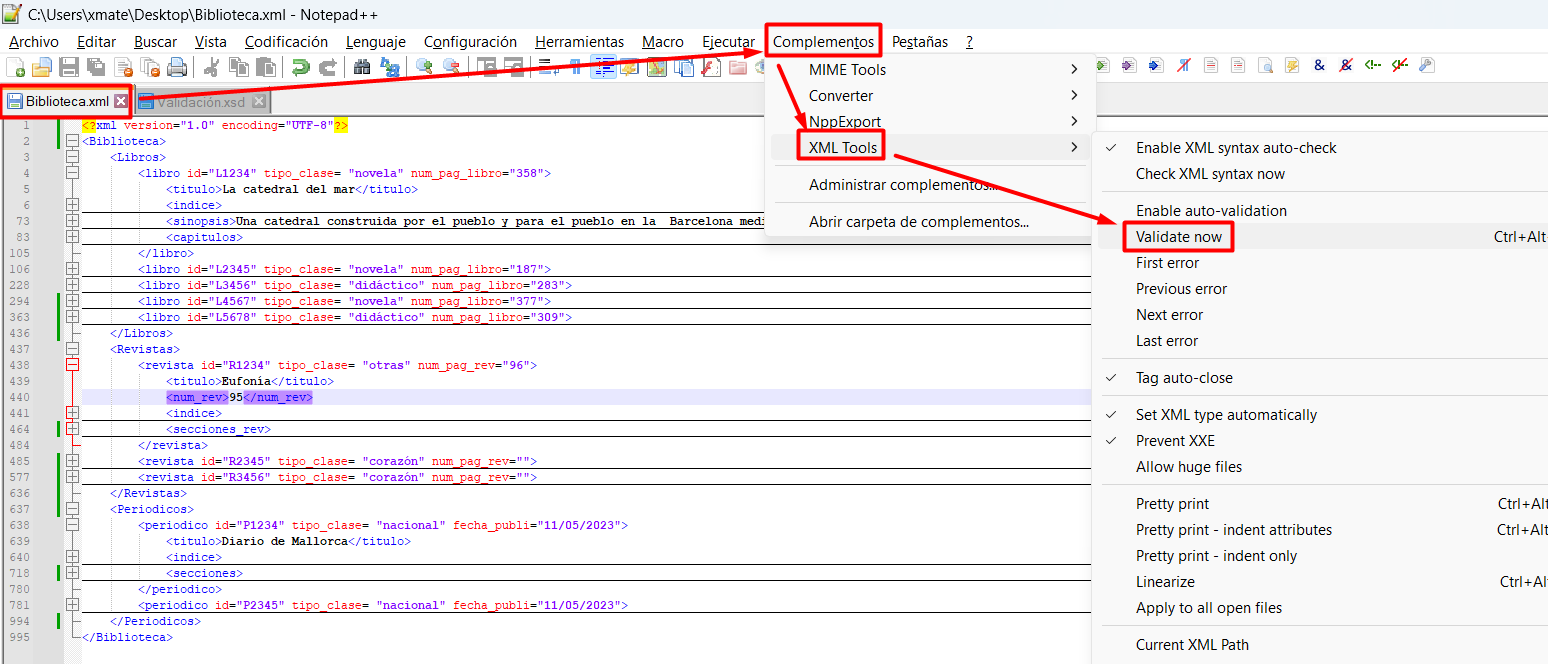 C:\Users\xmate\Desktop\Biblioteca.xml - Notepad++
Archivo Editar Buscar Vista Codificación Lenguaje Configuración Herramientas Macro Ejecutar Complementos Pestañas ?
Biblioteca.xml Validación.xsd
MIME Tools
Converter
NppExport
XML Tools
Administrar complementos...
Abrir carpeta de complementos...
Enable XML syntax auto-check
Check XML syntax now
Enable auto-validation
Validate now Ctrl+Alt
First error
Previous error
Next error
Last error
Tag auto-close
Set XML type automatically
Prevent XXE
Allow huge files
Pretty print Ctrl+Alt
Pretty print - indent attributes Ctrl+Alt
Pretty print - indent only
Linearize Ctrl+Al
Apply to all open files
Current XML Path
1 <?xml version="1.0" encoding="UTF-8"?>
2 <Biblioteca>
3 <Libros>
4 <libro id="L1234" tipo_clase= "novela" num_pag_libro="358">
5 <titulo>La catedral del mar</titulo>
6 <indice>
73 <sinopsis>Una catedral construida por el pueblo y para el pueblo en la Barcelona medi
83 <capitulos>
105 </libro>
106 <libro id="L2345" tipo_clase= "novela" num_pag_libro="187">
228 <libro id="L3456" tipo_clase= "didáctico" num_pag_libro="283">
294 <libro id="L4567" tipo_clase= "novela" num_pag_libro="377">
363 <libro id="L5678" tipo_clase= "didáctico" num_pag_libro="309">
436 </Libros>
437 <Revistas>
438 <revista id="R1234" tipo_clase= "otras" num_pag_rev="96">
439 <titulo>Eufonía</titulo>
440 <num_rev>95</num_rev>
441 <indice>
464 <secciones_rev>
484 </revista>
485 <revista id="R2345" tipo_clase= "corazón" num_pag_rev="">
577 <revista id="R3456" tipo_clase= "corazón" num_pag_rev="">
636 </Revistas>
637 <Periodicos>
638 <periodico id="P1234" tipo_clase= "nacional" fecha_publi="11/05/2023">
639 <titulo>Diario de Mallorca</titulo>
640 <indice>
718 <secciones>
780 </periodico>
781 <periodico id="P2345" tipo_clase= "nacional" fecha_publi="11/05/2023">
994 </Periodicos>
995 </Biblioteca>